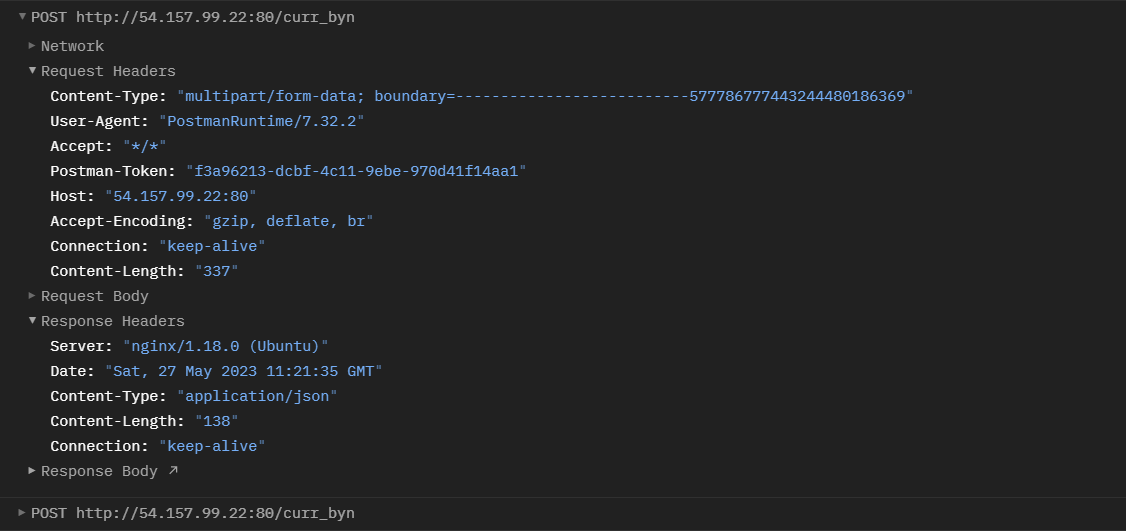 POST http://54.157.99.22:80/curr_byn
Network
Request Headers
Content-Type: "multipart/form-data; boundary=--------------------------577786777443244480186369"
User-Agent: "PostmanRuntime/7.32.2"
Accept: "*/*"
Postman-Token: "f3a96213-dcbf-4c11-9ebe-970d41f14aa1"
Host: "54.157.99.22:80"
Accept-Encoding: "gzip, deflate, br"
Connection: "keep-alive"
Content-Length: "337"
Request Body
Response Headers
Server: "nginx/1.18.0 (Ubuntu)"
Date: "Sat, 27 May 2023 11:21:35 GMT"
Content-Type: "application/json"
Content-Length: "138"
Connection: "keep-alive"
Response Body ↗
POST http://54.157.99.22:80/curr_byn